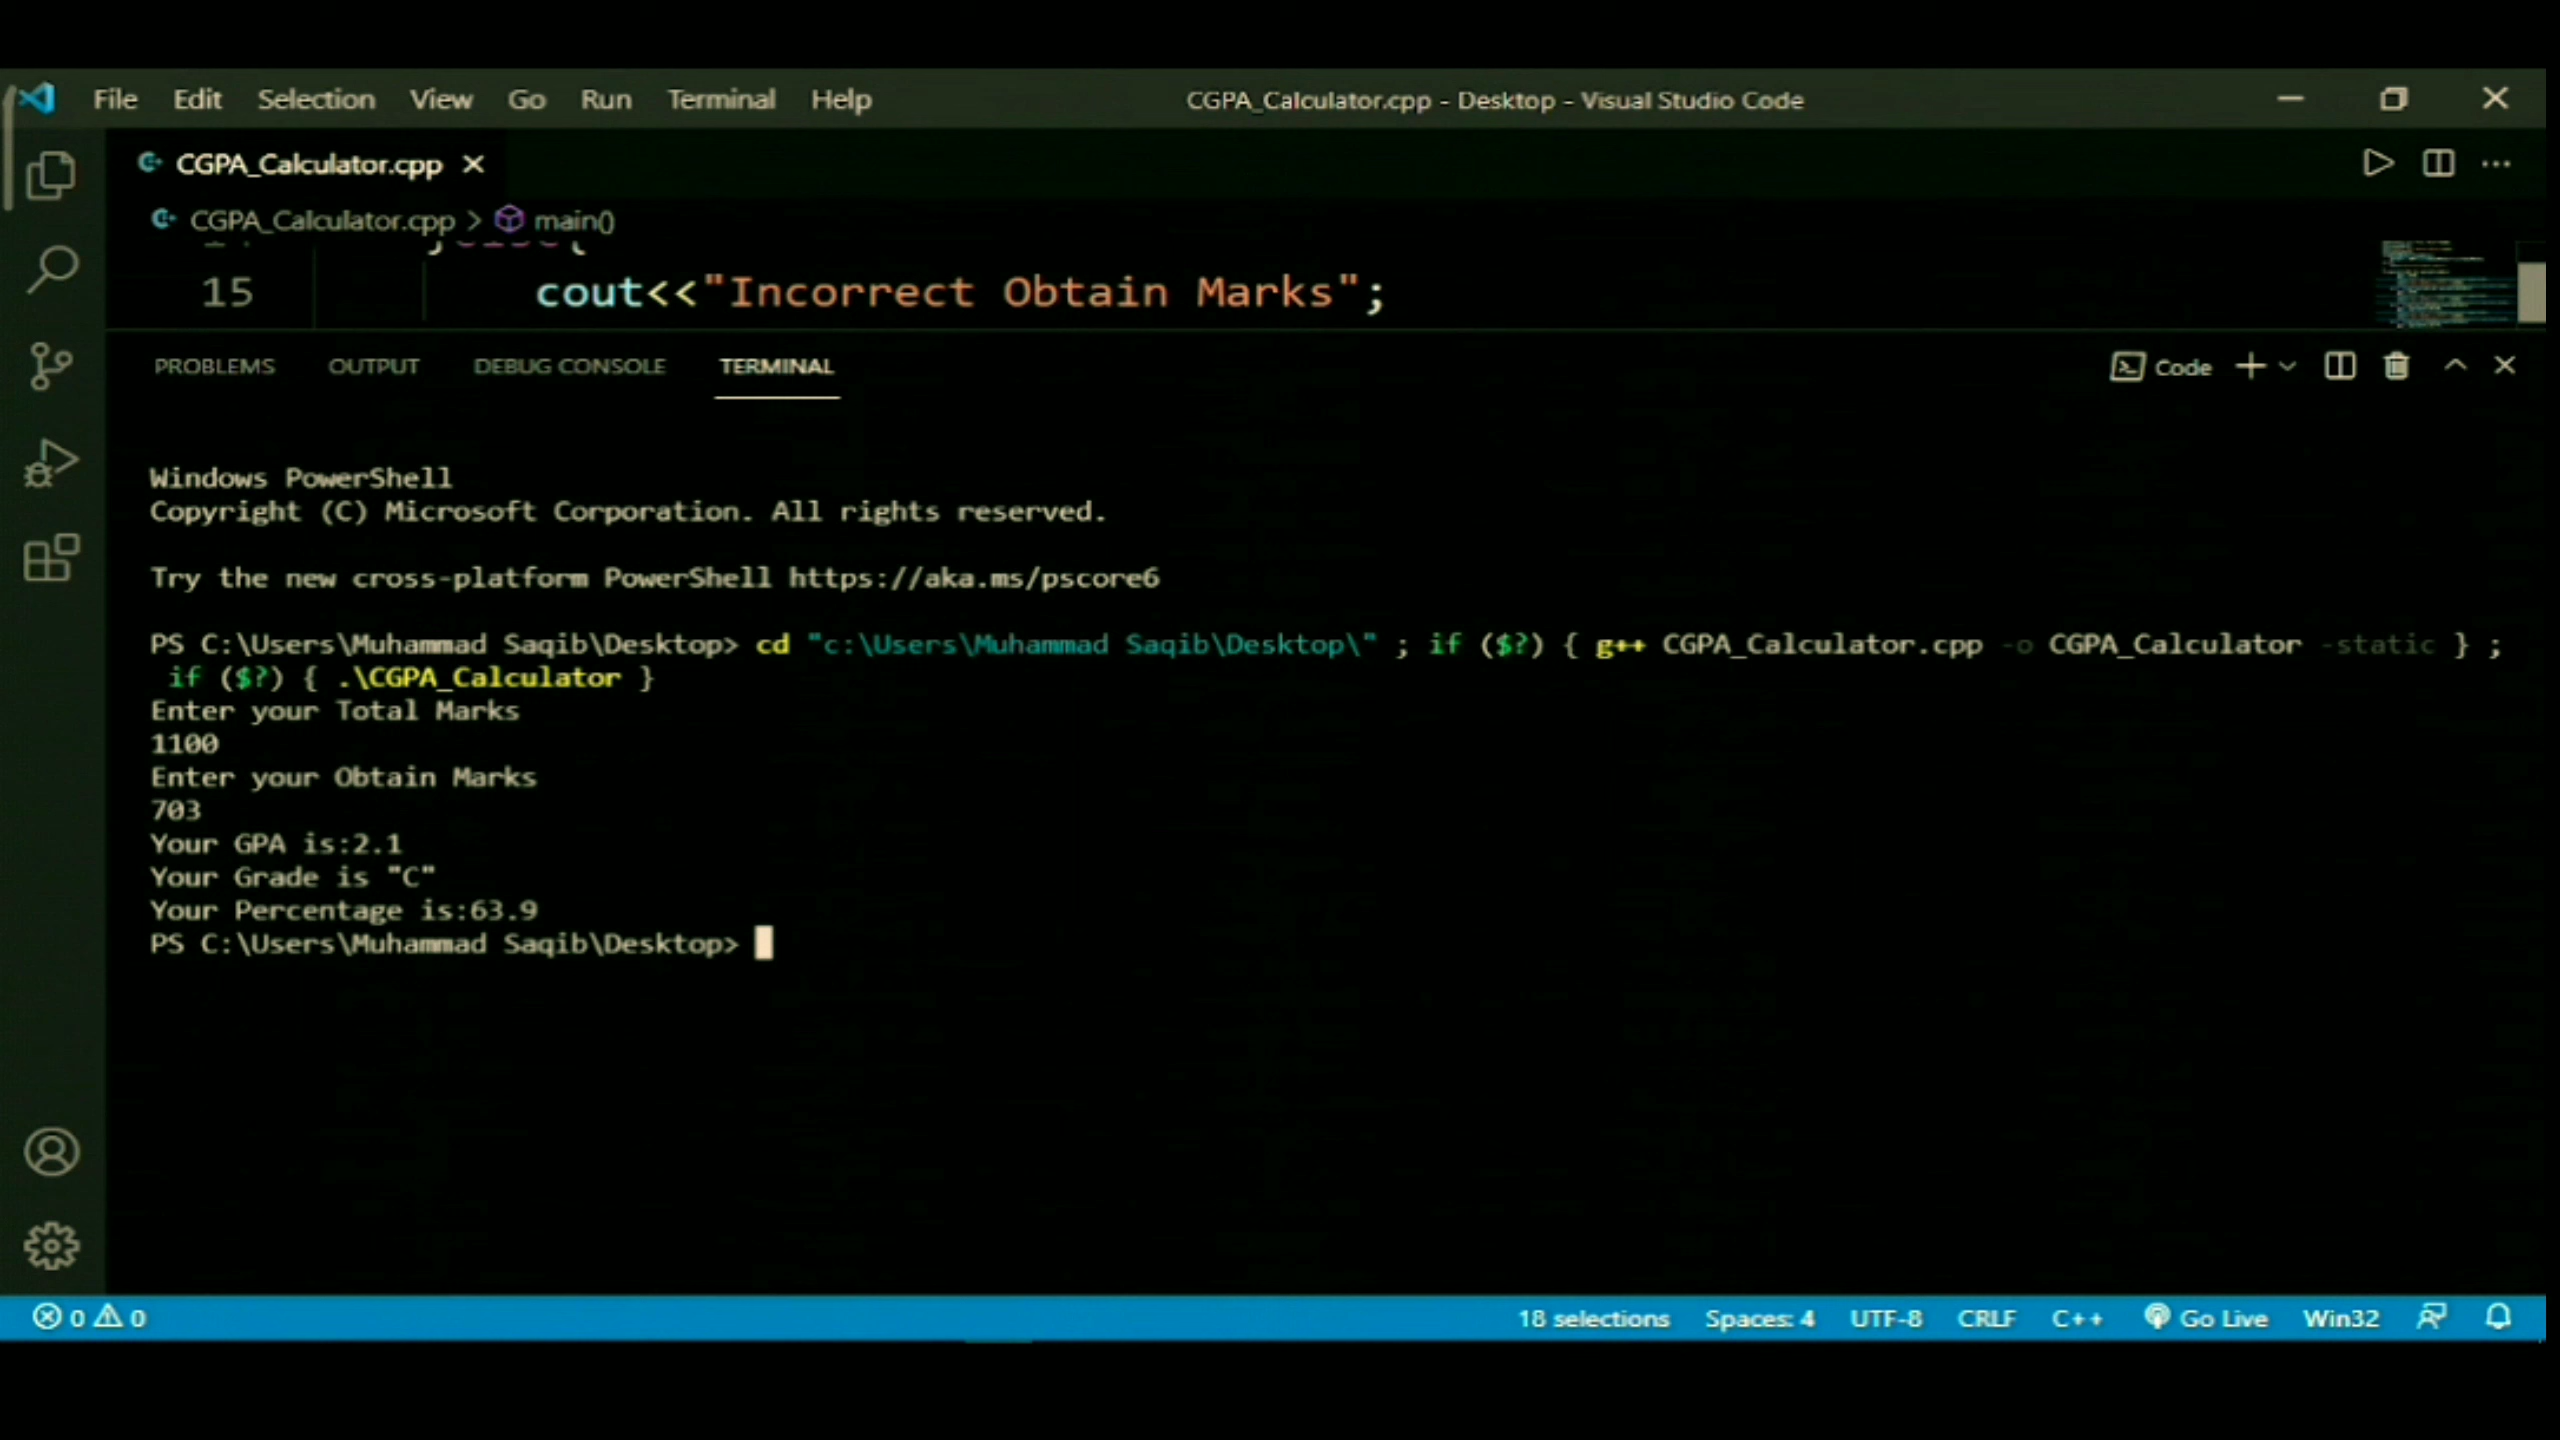 File Edit Selection View Go Run Terminal Help CGPA_Calculator.cpp - Desktop - Visual Studio Code
CGPA_Calculator.cpp
CGPA_Calculator.cpp > main()
15 cout<<"Incorrect Obtain Marks";
PROBLEMS OUTPUT DEBUG CONSOLE TERMINAL Code
Windows PowerShell
Copyright (C) Microsoft Corporation. All rights reserved.
Try the new cross-platform PowerShell https://aka.ms/pscore6
PS C:\Users\Muhammad Saqib\Desktop> cd "c:\Users\Muhammad Saqib\Desktop\" ; if ($?) { g++ CGPA_Calculator.cpp -o CGPA_Calculator -static } ;
if ($?) { .\CGPA_Calculator }
Enter your Total Marks
1100
Enter your Obtain Marks
703
Your GPA is:2.1
Your Grade is "C"
Your Percentage is:63.9
PS C:\Users\Muhammad Saqib\Desktop>
0 0 18 selections Spaces: 4 UTF-8 CRLF C++ Go Live Win32